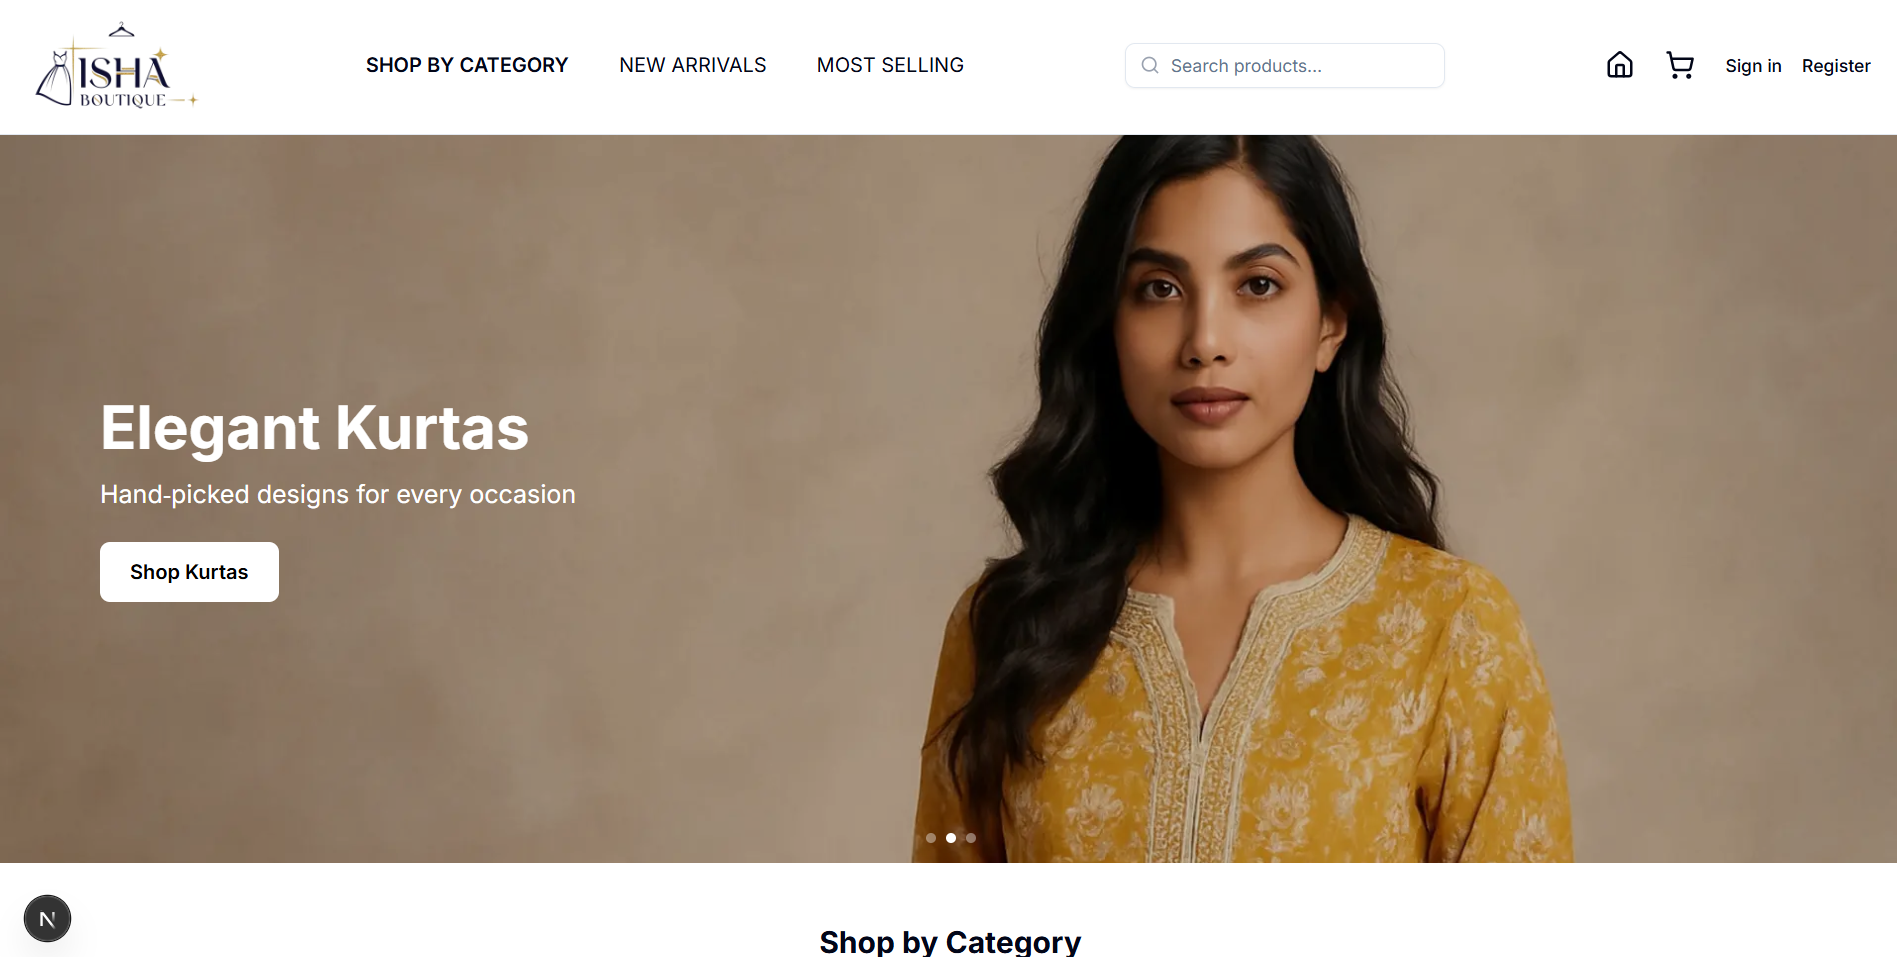 ISHA
BOUTIQUE
SHOP BY CATEGORY
NEW ARRIVALS
MOST SELLING
Search products...
Sign in
Register
Elegant Kurtas
Hand-picked designs for every occasion
Shop Kurtas
N
Shop by Category